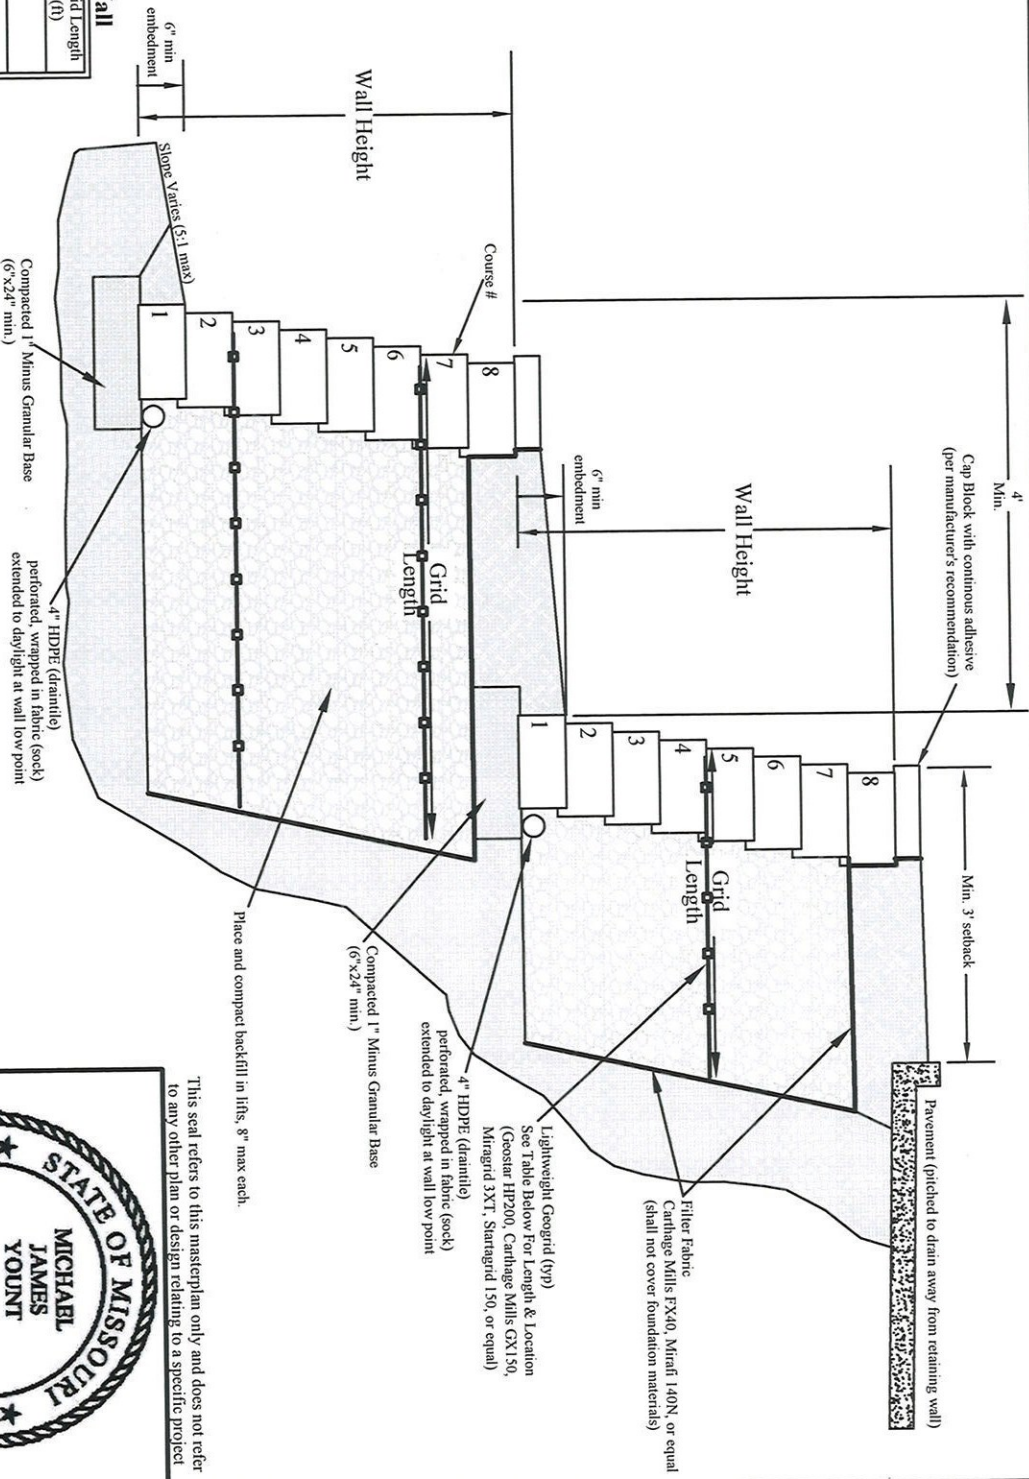 Pavement (pitched to drain away from retaining wall)
Min. 3' setback
Cap Block with continous adhesive
(per manufacturer's recommendation)
4'
Min.
Wall Height
6" min
embedment
8
7
6
5
4
3
2
1
Grid
Length
Filter Fabric
Carthage Mills FX40, Mirafi 140N, or equal
(shall not cover foundation materials)
Lightweight Geogrid (typ)
See Table Below For Length & Location
(Geostar HP200, Carthage Mills GX150,
Miragrid 3XT, Startagrid 150, or equal)
4" HDPE (draintile)
perforated, wrapped in fabric (sock)
extended to daylight at wall low point
Compacted 1" Minus Granular Base
(6"x24" min.)
Place and compact backfill in lifts, 8" max each.
Course #
Wall Height
6" min
embedment
8
7
6
5
4
3
2
1
Grid
Length
Slope Varies (5:1 max)
Compacted 1" Minus Granular Base
(6"x24" min.)
4" HDPE (draintile)
perforated, wrapped in fabric (sock)
extended to daylight at wall low point
all
id Length
(ft)
This seal refers to this masterplan only and does not refer
to any other plan or design relating to a specific project
STATE OF MISSOURI
MICHAEL
JAMES
YOUNT